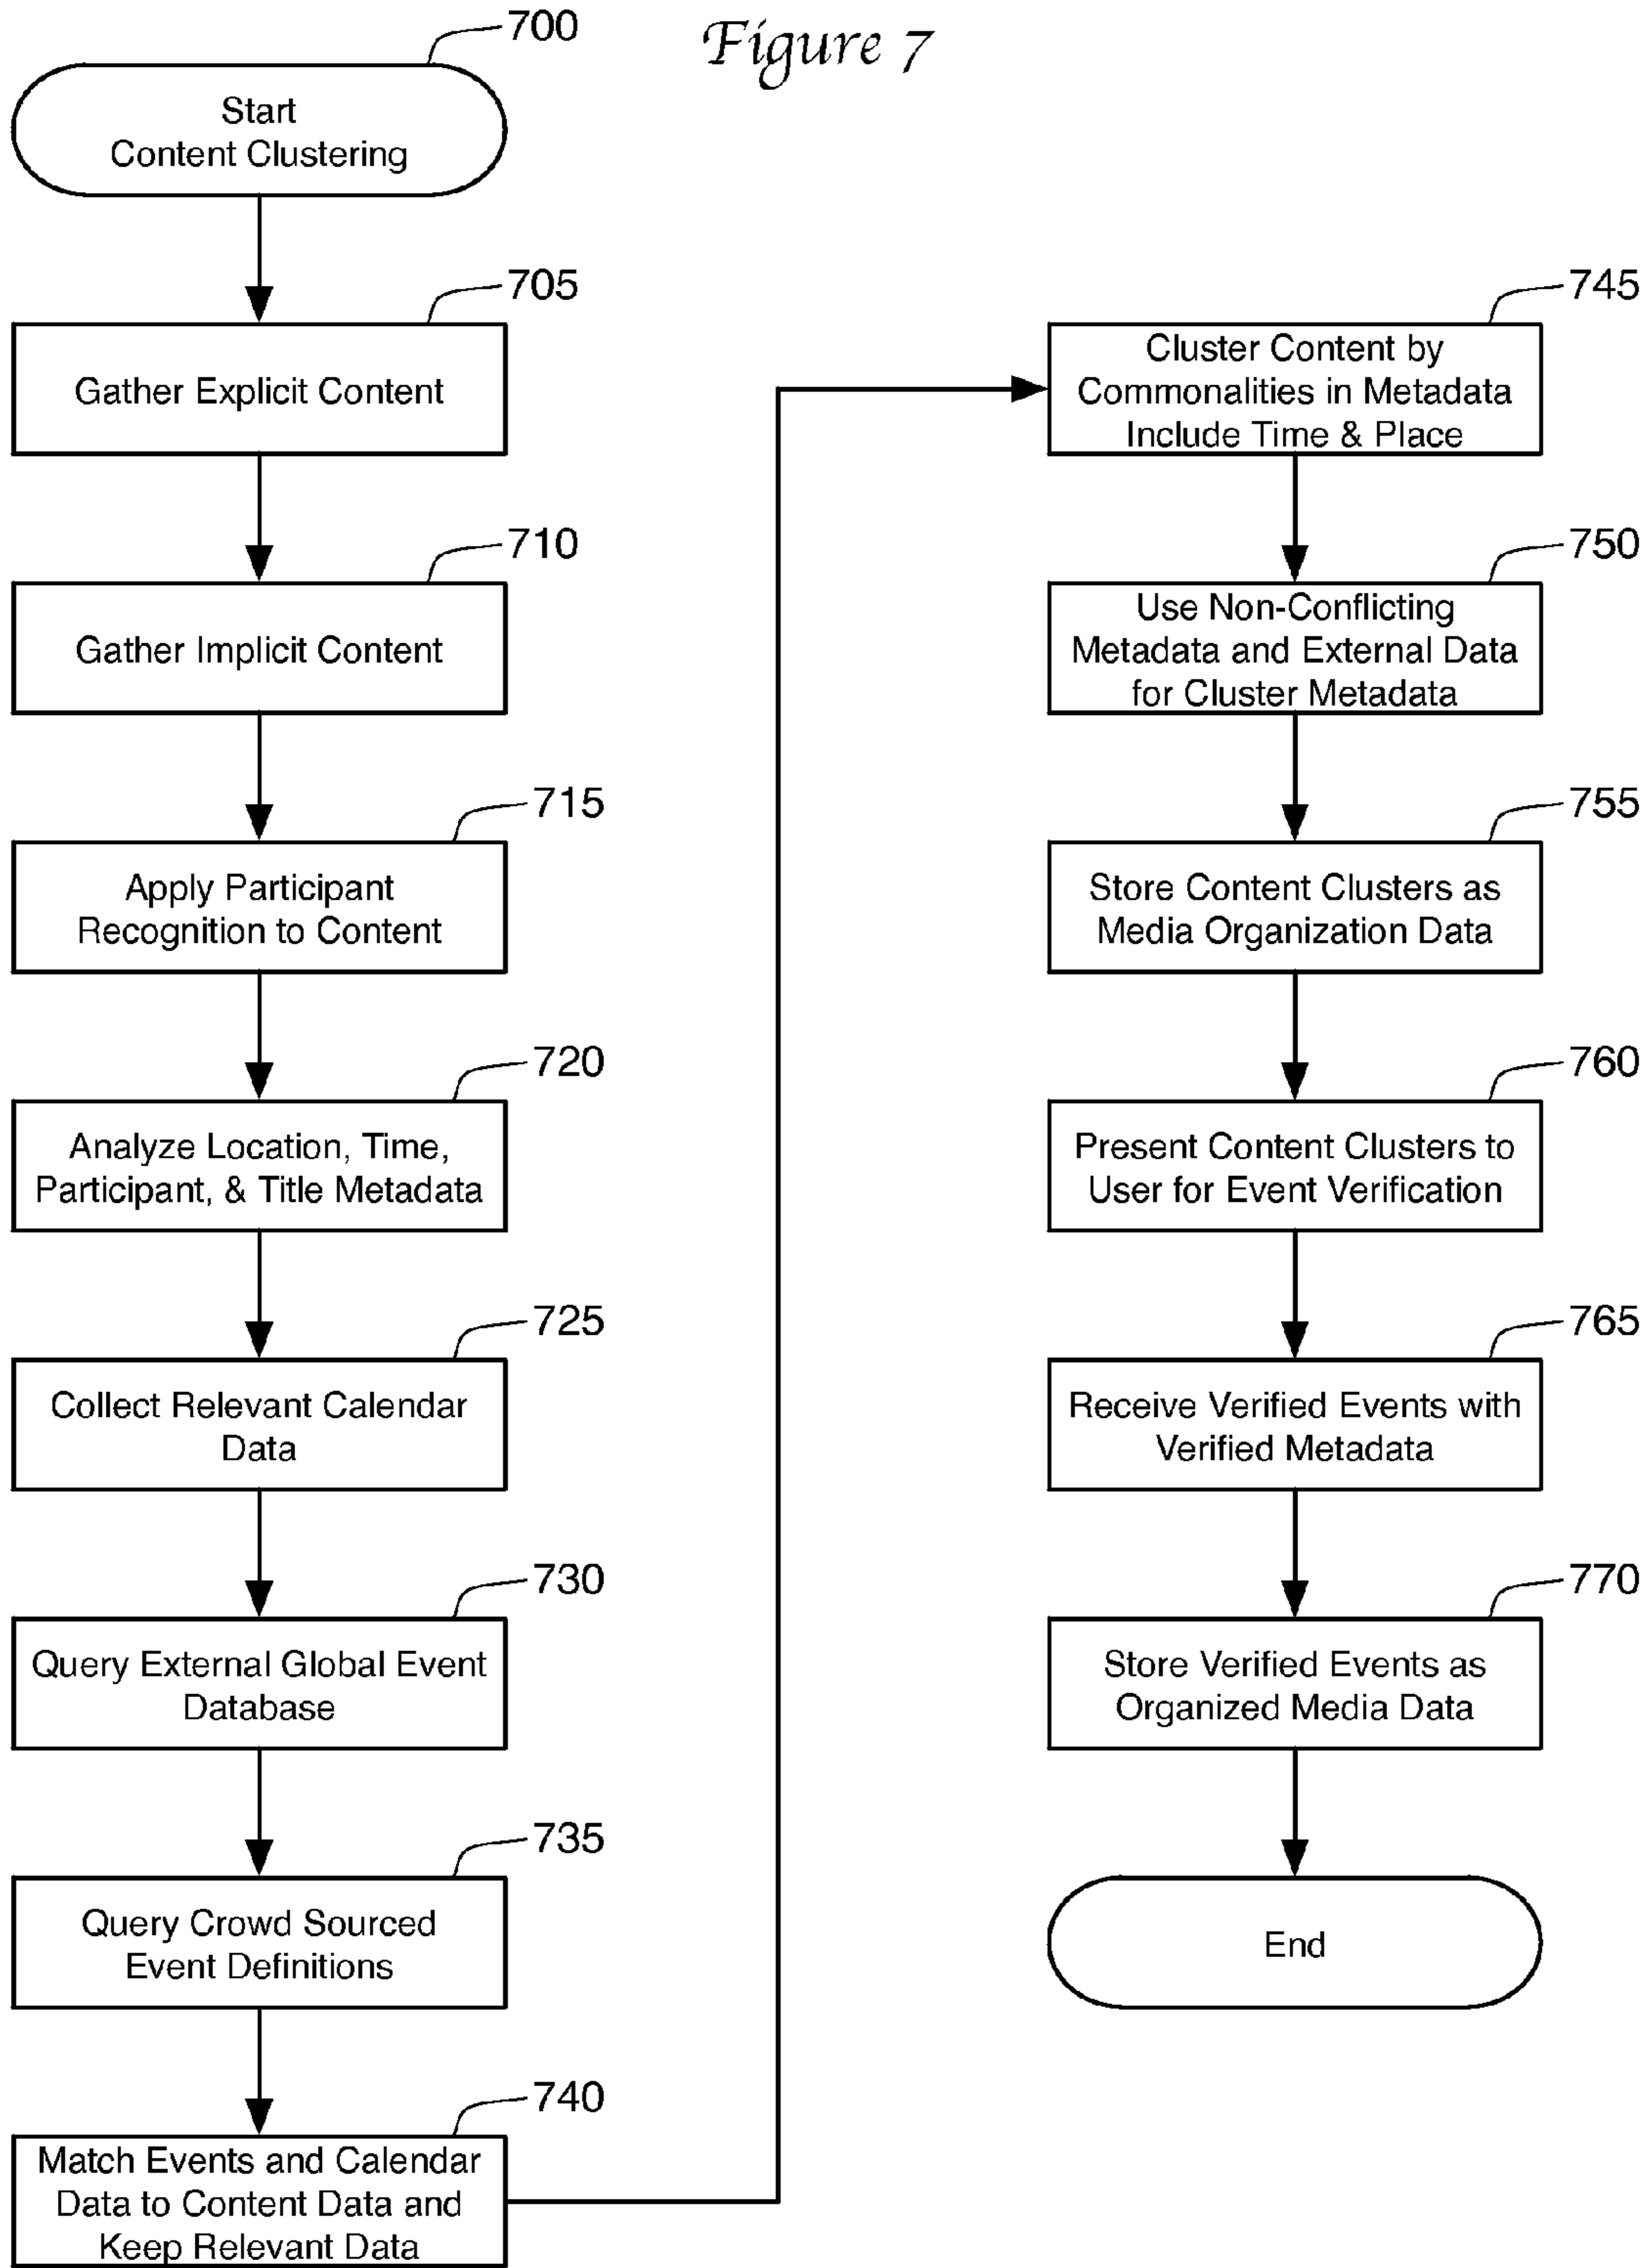 Figure 7
700
Start
Content Clustering
705
Gather Explicit Content
710
Gather Implicit Content
715
Apply Participant
Recognition to Content
720
Analyze Location, Time,
Participant, & Title Metadata
725
Collect Relevant Calendar
Data
730
Query External Global Event
Database
735
Query Crowd Sourced
Event Definitions
740
Match Events and Calendar
Data to Content Data and
Keep Relevant Data
745
Cluster Content by
Commonalities in Metadata
Include Time & Place
750
Use Non-Conflicting
Metadata and External Data
for Cluster Metadata
755
Store Content Clusters as
Media Organization Data
760
Present Content Clusters to
User for Event Verification
765
Receive Verified Events with
Verified Metadata
770
Store Verified Events as
Organized Media Data
End